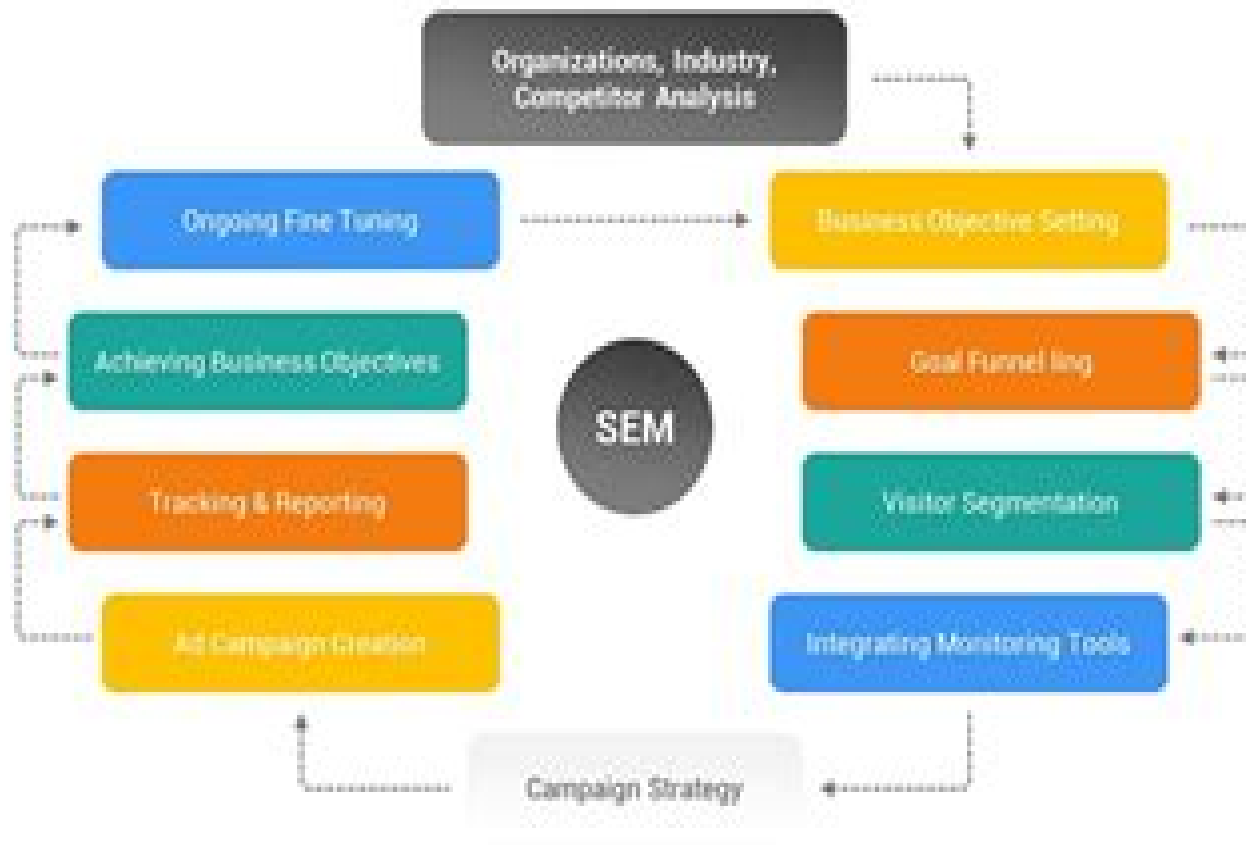 Organizations, Industry,
Competitor Analysis
Ongoing Fine Tuning
Business Objective Setting
Achieving Business Objectives
Goal Funnel ling
SEM
Tracking & Reporting
Visitor Segmentation
Ad Campaign Creation
Integrating Monitoring Tools
Campaign Strategy